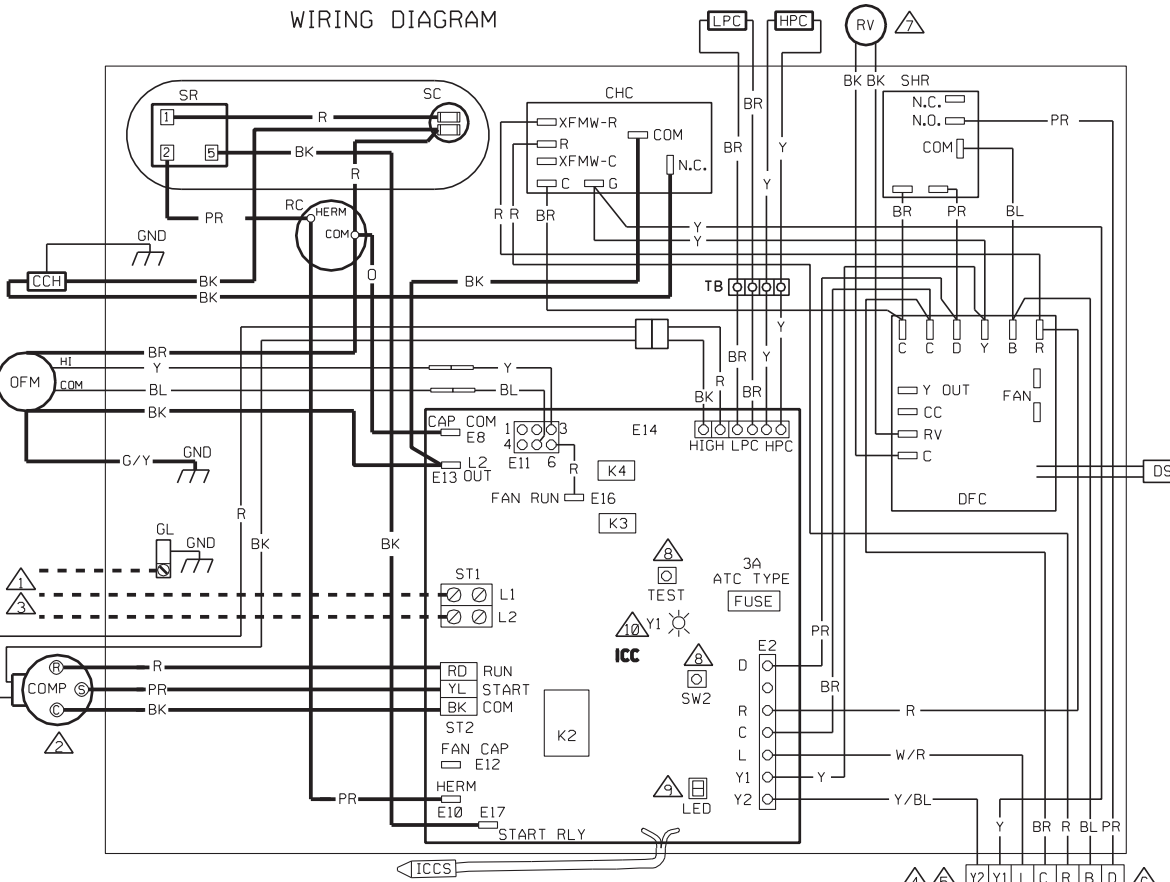 WIRING DIAGRAM
LPC HPC RV 7
BK BK SHR
SR SC CHC
N.C.
N.O. PR
COM
1 R XFMW-R COM
R
2 5 BK XFMW-C N.C.
C G
BR BR Y Y
R R R BR BR PR BL
PR RC HERM
COM
Y
Y
GND
O
CCH BK BK TB
BK
C C D Y B R
BR Y
HI
OFM Y Y BR Y R
COM BL BL BK BR
BK
Y OUT
CC FAN
RV
C
DFC DS
CAP COM
E8 1 3 E14
4 6 HIGH LPC HPC
E11
L2
E13 OUT
R K4
G/Y GND
FAN RUN E16
K3
R BK BK
GL GND
8
TEST
3A
ATC TYPE
FUSE
1
3
ST1
L1
L2
10 Y1
ICC
8
SW2
PR
BR
E2
D
R R
C
L W/R
Y1 Y
Y2 Y/BL
COMP R S C
R RD RUN
PR YL START
BK BK COM
ST2
2
K2
FAN CAP
E12
9
LED
HERM
PR E10 E17
START RLY
Y BR R BL PR
ICCS
4 5 Y2 Y1 L C R B D 6